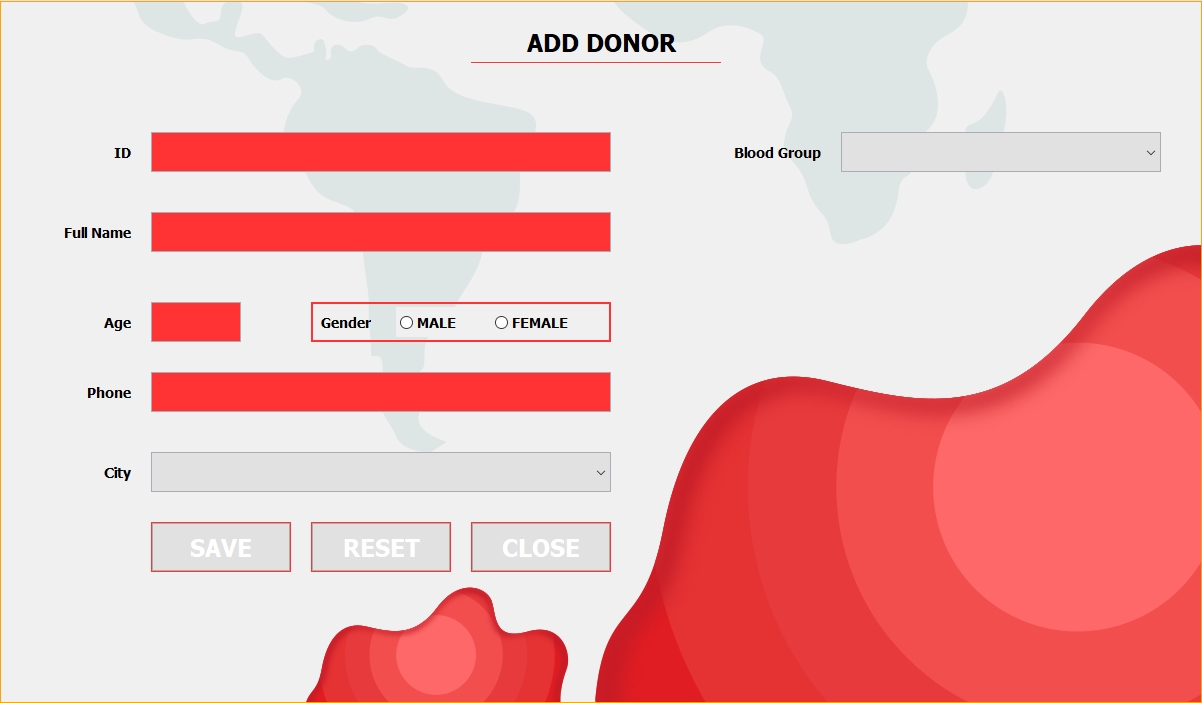 ADD DONOR
ID
Blood Group
Full Name
Age
Gender MALE FEMALE
Phone
City
SAVE RESET CLOSE